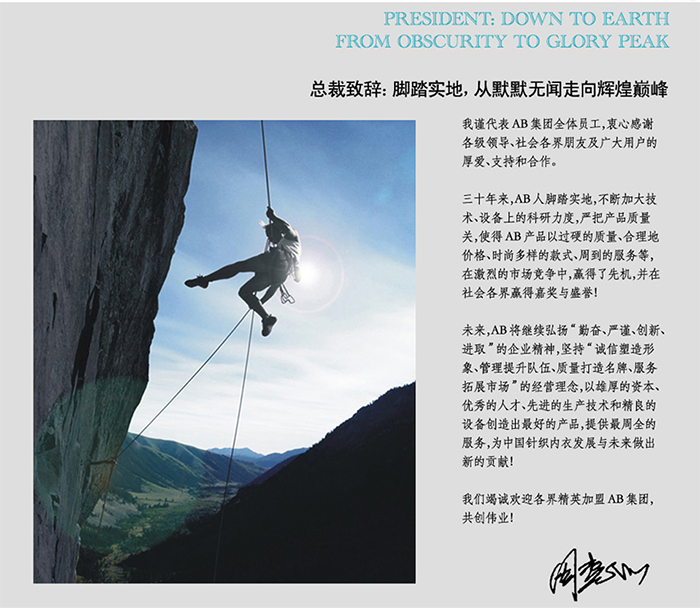 PRESIDENT: DOWN TO EARTH
FROM OBSCURITY TO GLORY PEAK
总裁致辞: 脚踏实地, 从默默无闻走向辉煌巅峰
我谨代表 AB 集团全体员工,衷心感谢
各级领导、社会各界朋友及广大用户的
厚爱、支持和合作。
三十年来,AB 人脚踏实地,不断加大技
术、设备上的科研力度,严把产品质量
关,使得 AB 产品以过硬的质量、合理地
价格、时尚多样的款式、周到的服务等,
在激烈的市场竞争中,赢得了先机,并在
社会各界赢得嘉奖与盛誉!
未来,AB 将继续弘扬“勤奋、严谨、创新、
进取”的企业精神,坚持“诚信塑造形
象、管理提升队伍、质量打造名牌、服务
拓展市场”的经营理念,以雄厚的资本、
优秀的人才、先进的生产技术和精良的
设备创造出最好的产品,提供最周全的
服务,为中国针织内衣发展与未来做出
新的贡献!
我们竭诚欢迎各界精英加盟 AB 集团,
共创伟业!